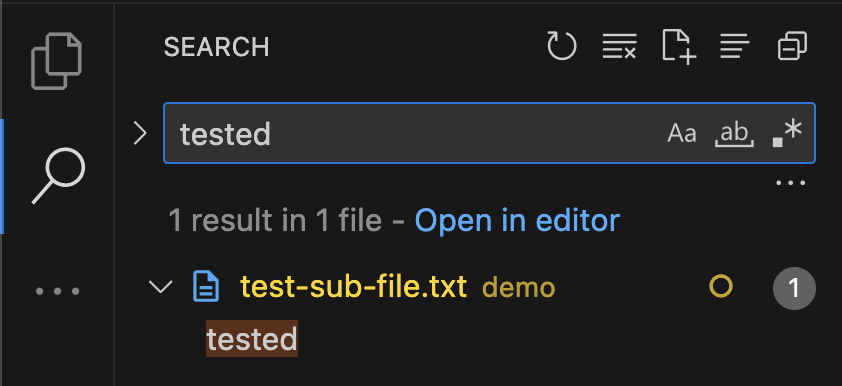 SEARCH
tested Aa ab .*
1 result in 1 file - Open in editor
test-sub-file.txt demo 1
tested